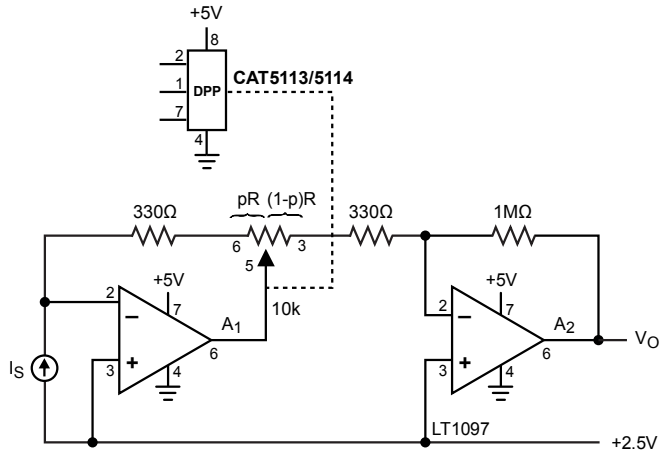 +5V
8
2
CAT5113/5114
DPP
1
7
4
pR (1-p)R
330Ω
330Ω
1MΩ
6
3
5
+5V
+5V
10k
2
7
2
7
–
A1
–
A2
6
6
VO
+
+
IS
3
4
3
4
LT1097
+2.5V